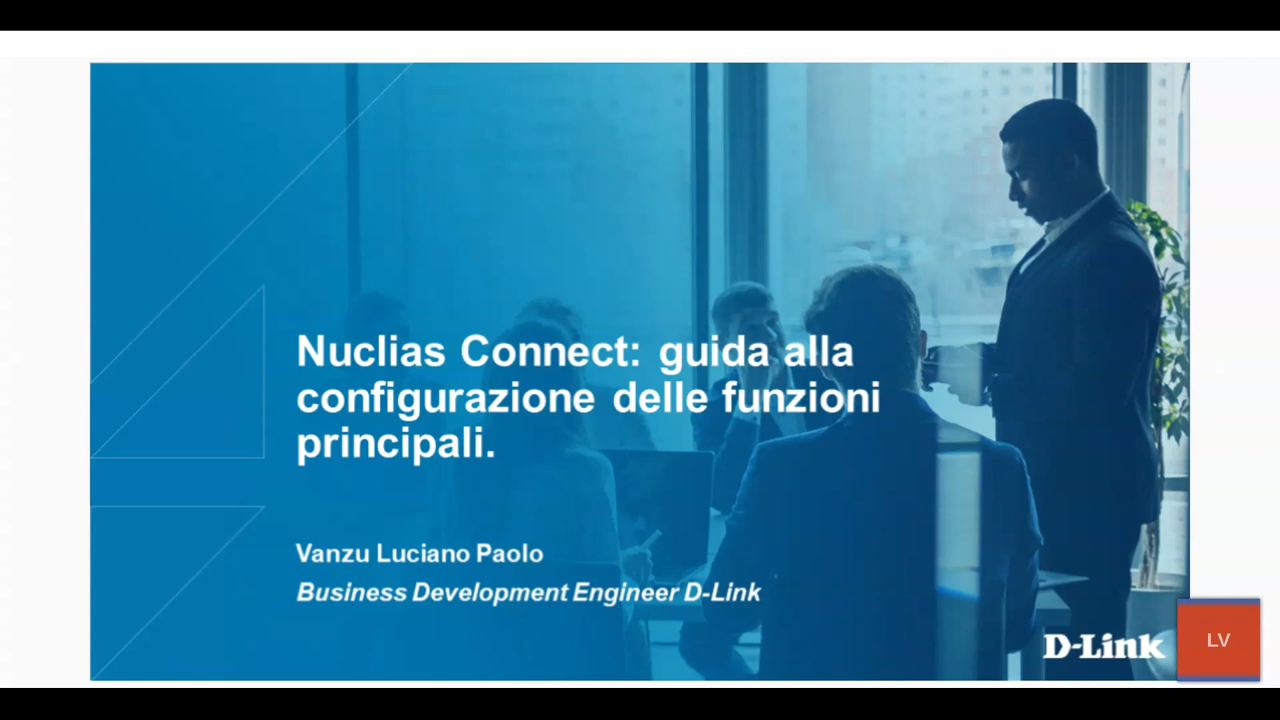 Nuclias Connect: guida alla
configurazione delle funzioni
principali.
Vanzu Luciano Paolo
Business Development Engineer D-Link
D-Link
LV